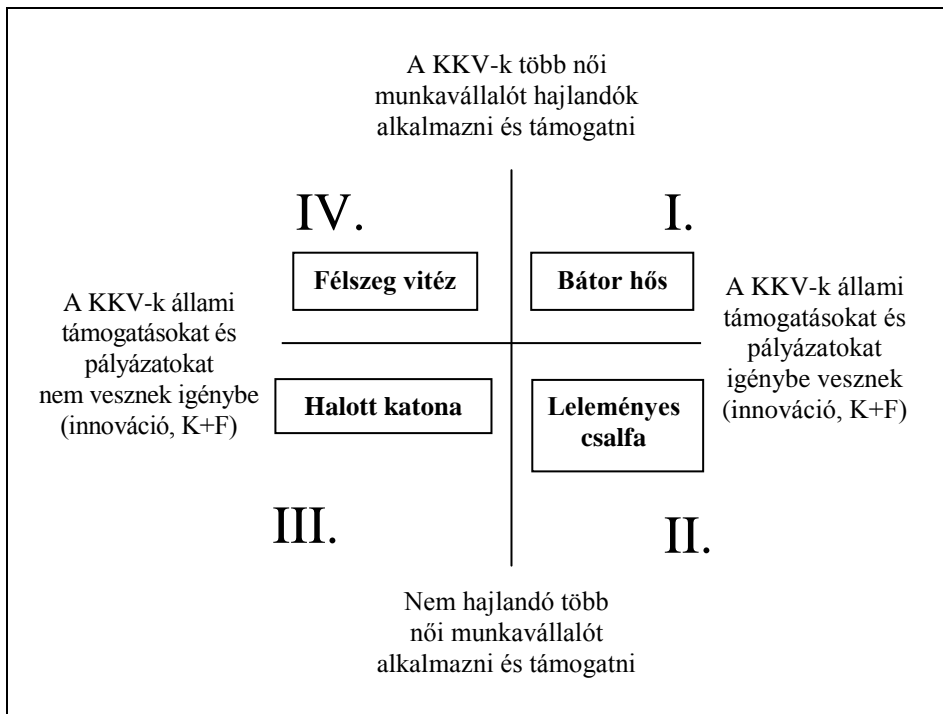 A KKV-k több női
munkavállalót hajlandók
alkalmazni és támogatni
IV.
I.
Félszeg vitéz
Bátor hős
A KKV-k állami
támogatásokat és
pályázatokat
nem vesznek igénybe
(innováció, K+F)
A KKV-k állami
támogatásokat és
pályázatokat
igénybe vesznek
(innováció, K+F)
Halott katona
Leleményes
csalfa
III.
II.
Nem hajlandó több
női munkavállalót
alkalmazni és támogatni